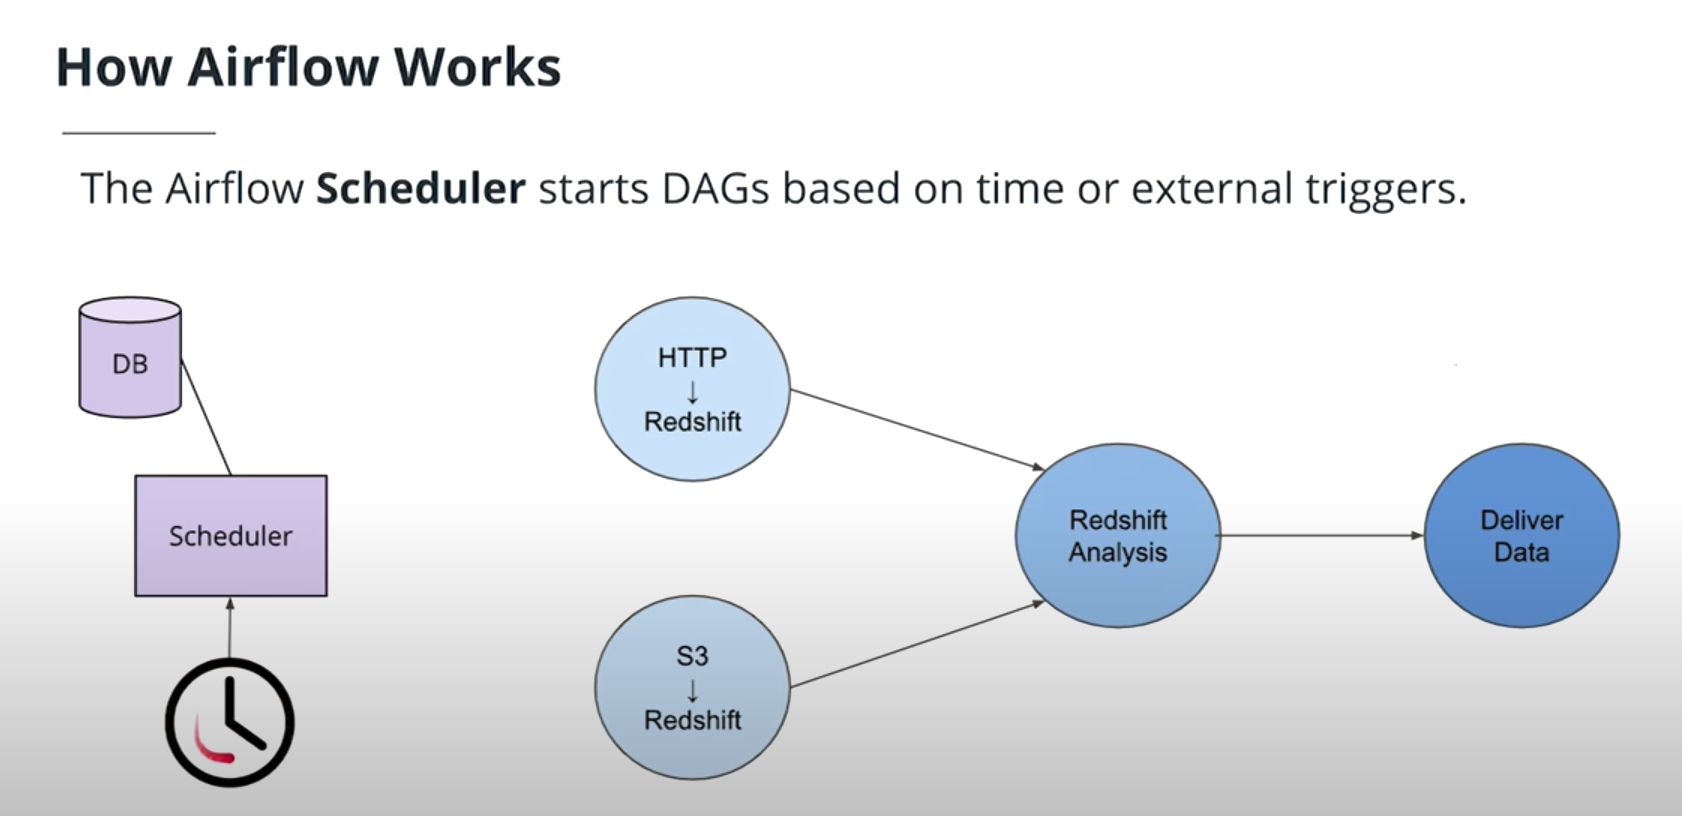 How Airflow Works
The Airflow Scheduler starts DAGs based on time or external triggers.
DB
Scheduler
HTTP
↓
Redshift
S3
↓
Redshift
Redshift
Analysis
Deliver
Data